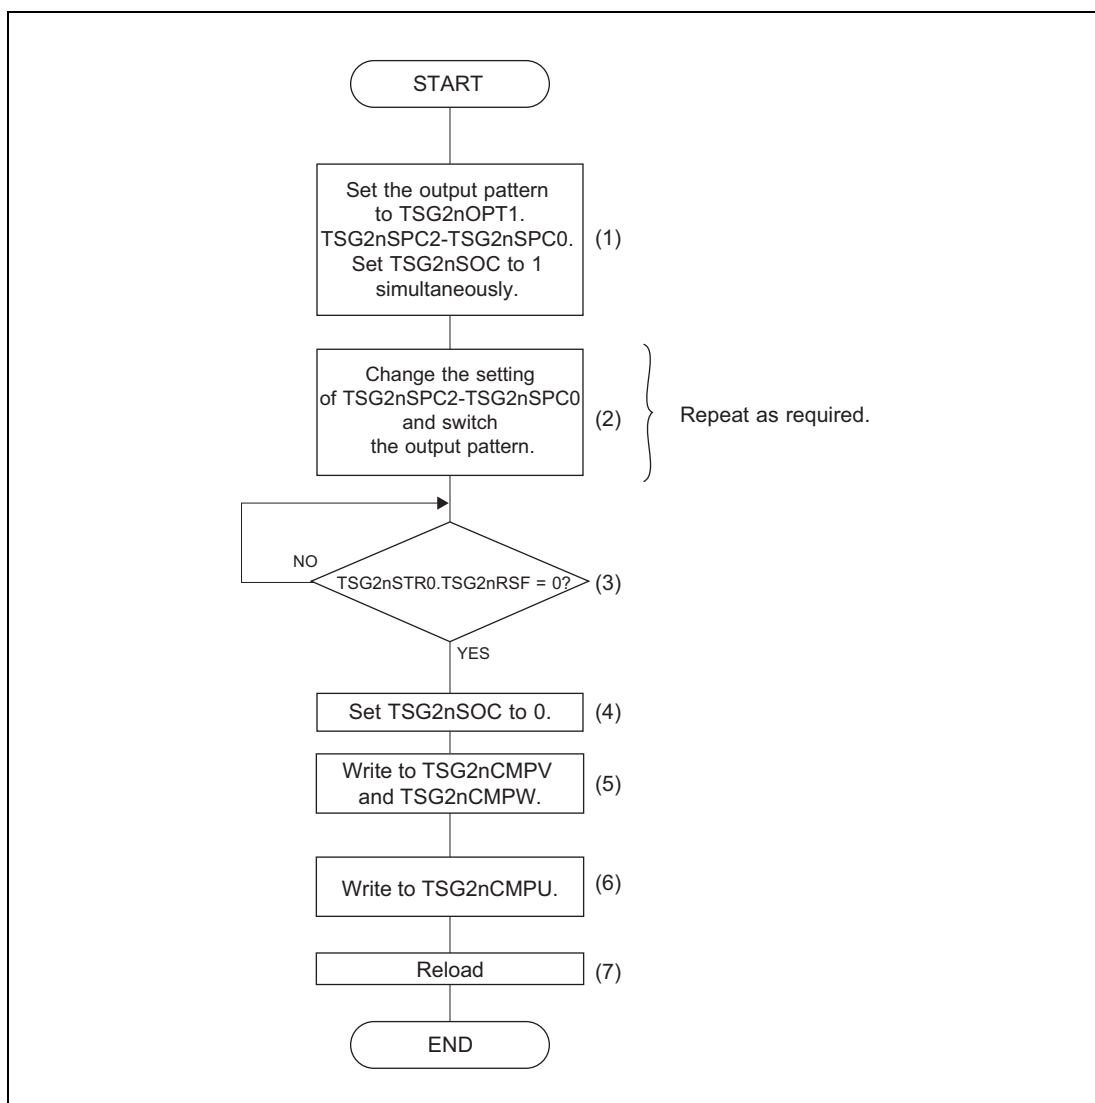 START
Set the output pattern
to TSG2nOPT1.
TSG2nSPC2-TSG2nSPC0.
Set TSG2nSOC to 1
simultaneously.
(1)
Change the setting
of TSG2nSPC2-TSG2nSPC0
and switch
the output pattern.
(2)
Repeat as required.
NO
TSG2nSTR0.TSG2nRSF = 0?
(3)
YES
Set TSG2nSOC to 0.
(4)
Write to TSG2nCMPV
and TSG2nCMPW.
(5)
Write to TSG2nCMPU.
(6)
Reload
(7)
END